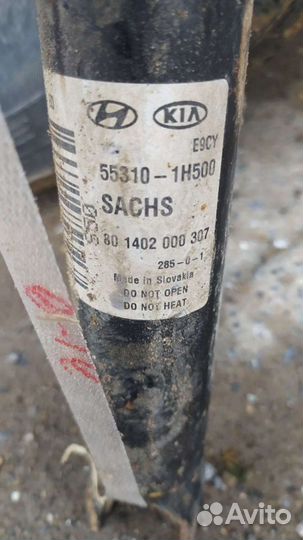 KIA
E9CY
55310-1H500
SACHS
80 1402 000 307
285-0-1
Made in Slovakia
DO NOT OPEN
DO NOT HEAT
Avito